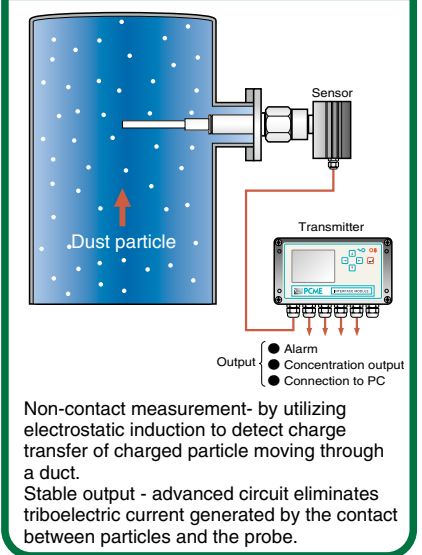 Sensor
Dust particle
Transmitter
PCME
INTERFACE MODULE
Output
Alarm
Concentration output
Connection to PC
Non-contact measurement- by utilizing
electrostatic induction to detect charge
transfer of charged particle moving through
a duct.
Stable output - advanced circuit eliminates
triboelectric current generated by the contact
between particles and the probe.